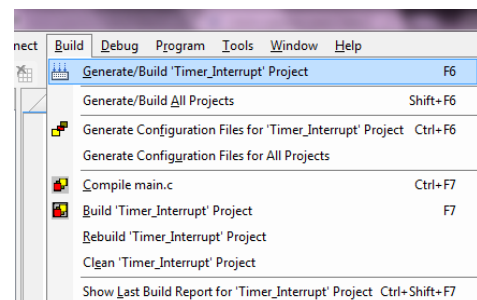 nect Build Debug Program Tools Window Help
Generate/Build 'Timer_Interrupt' Project F6
Generate/Build All Projects Shift+F6
Generate Configuration Files for 'Timer_Interrupt' Project Ctrl+F6
Generate Configuration Files for All Projects
Compile main.c Ctrl+F7
Build 'Timer_Interrupt' Project F7
Rebuild 'Timer_Interrupt' Project
Clean 'Timer_Interrupt' Project
Show Last Build Report for 'Timer_Interrupt' Project Ctrl+Shift+F7